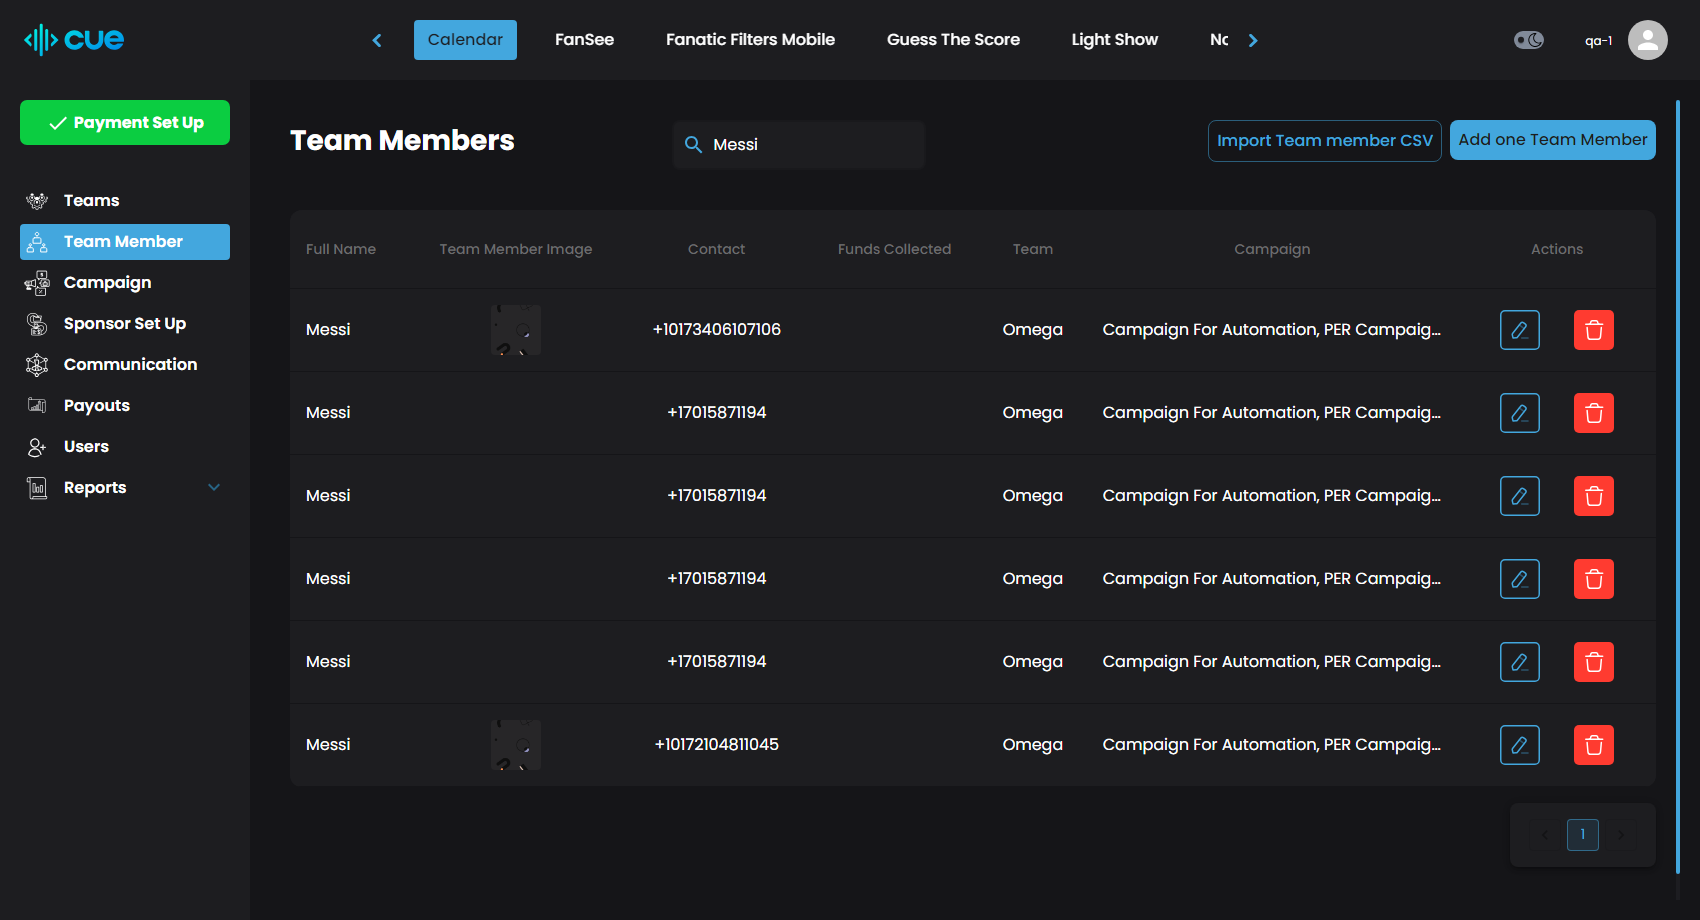 cue
Calendar FanSee Fanatic Filters Mobile Guess The Score Light Show
qa-1
Payment Set Up
Teams
Team Member
Campaign
Sponsor Set Up
Communication
Payouts
Users
Reports
Team Members
Messi
Import Team member CSV
Add one Team Member
Full Name Team Member Image Contact Funds Collected Team Campaign Actions
Messi +10173406107106 Omega Campaign For Automation, PER Campaig...
Messi +17015871194 Omega Campaign For Automation, PER Campaig...
Messi +17015871194 Omega Campaign For Automation, PER Campaig...
Messi +17015871194 Omega Campaign For Automation, PER Campaig...
Messi +17015871194 Omega Campaign For Automation, PER Campaig...
Messi +10172104811045 Omega Campaign For Automation, PER Campaig...
1